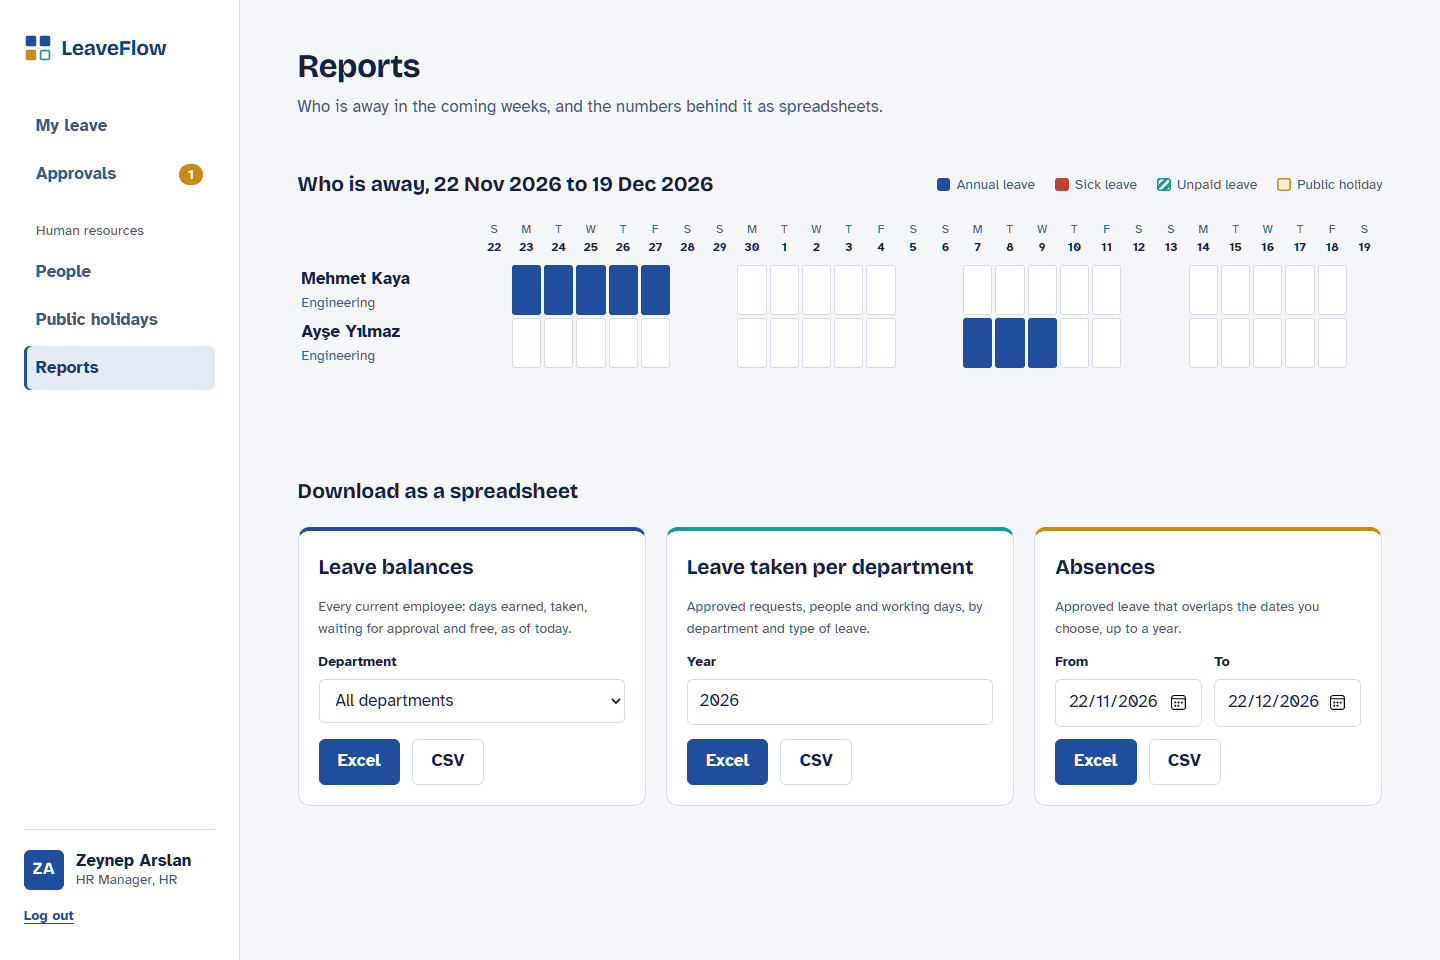 LeaveFlow
My leave
Approvals 1
Human resources
People
Public holidays
Reports
ZA
Zeynep Arslan
HR Manager, HR
Log out
Reports
Who is away in the coming weeks, and the numbers behind it as spreadsheets.
Who is away, 22 Nov 2026 to 19 Dec 2026
Annual leave Sick leave Unpaid leave Public holiday
S M T W T F S S M T W T F S S M T W T F S S M T W T F S
22 23 24 25 26 27 28 29 30 1 2 3 4 5 6 7 8 9 10 11 12 13 14 15 16 17 18 19
Mehmet Kaya
Engineering
Ayşe Yılmaz
Engineering
Download as a spreadsheet
Leave balances
Every current employee: days earned, taken,
waiting for approval and free, as of today.
Department
All departments
Excel CSV
Leave taken per department
Approved requests, people and working days, by
department and type of leave.
Year
2026
Excel CSV
Absences
Approved leave that overlaps the dates you
choose, up to a year.
From To
22/11/2026 22/12/2026
Excel CSV